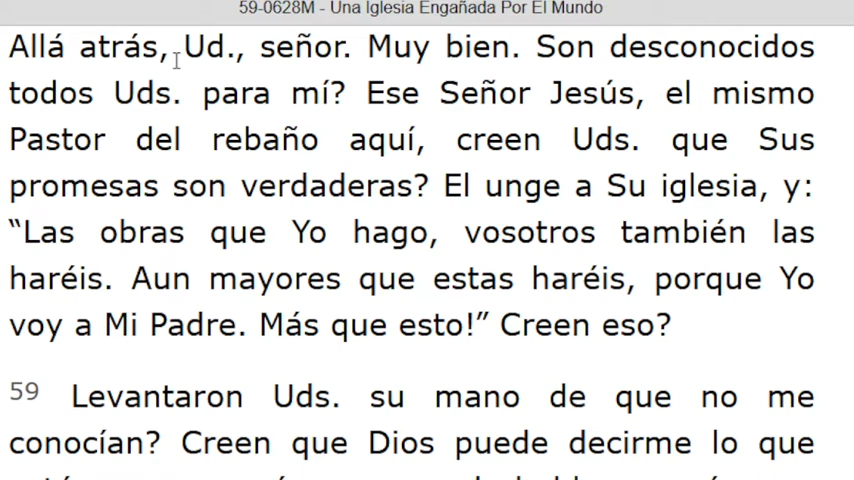 59-0628M - Una Iglesia Engañada Por El Mundo
Allá atrás, Ud., señor. Muy bien. Son desconocidos
todos Uds. para mí? Ese Señor Jesús, el mismo
Pastor del rebaño aquí, creen Uds. que Sus
promesas son verdaderas? El unge a Su iglesia, y:
“Las obras que Yo hago, vosotros también las
haréis. Aun mayores que estas haréis, porque Yo
voy a Mi Padre. Más que esto!” Creen eso?
59 Levantaron Uds. su mano de que no me
conocían? Creen que Dios puede decirme lo que